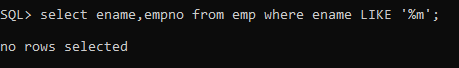 SQL> select ename,empno from emp where ename LIKE '%m';
no rows selected